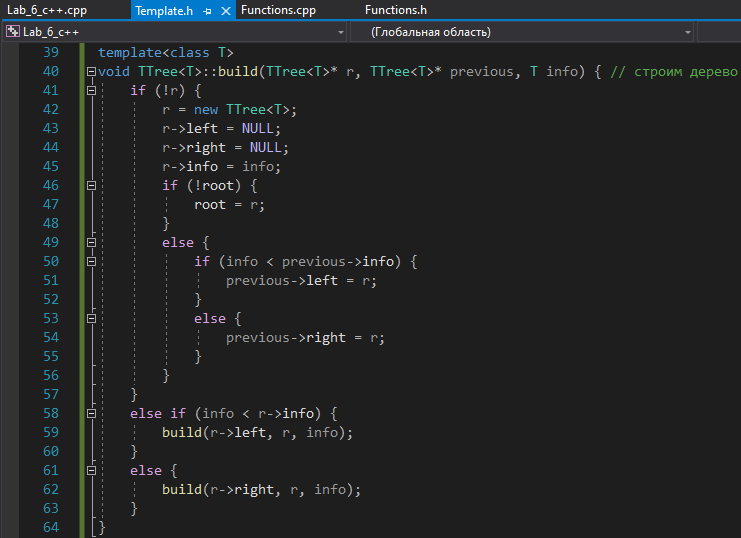 Lab_6_c++.cpp Template.h Functions.cpp Functions.h
Lab_6_c++ (Глобальная область)
39 template<class T>
40 void TTree<T>::build(TTree<T>* r, TTree<T>* previous, T info) { // строим дерево
41 if (!r) {
42 r = new TTree<T>;
43 r->left = NULL;
44 r->right = NULL;
45 r->info = info;
46 if (!root) {
47 root = r;
48 }
49 else {
50 if (info < previous->info) {
51 previous->left = r;
52 }
53 else {
54 previous->right = r;
55 }
56 }
57 }
58 else if (info < r->info) {
59 build(r->left, r, info);
60 }
61 else {
62 build(r->right, r, info);
63 }
64 }